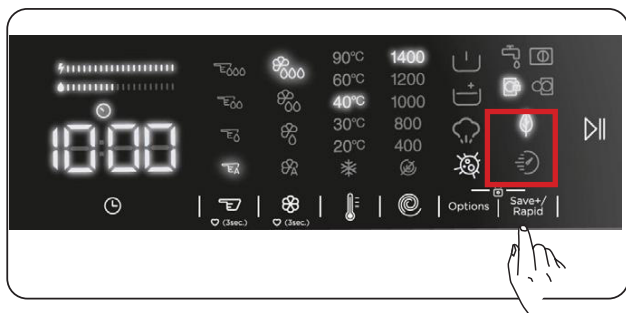 10:00
90°C
60°C
40°C
30°C
20°C
1400
1200
1000
800
400
A
A
(3sec.)
(3sec.)
Options
Save+/
Rapid